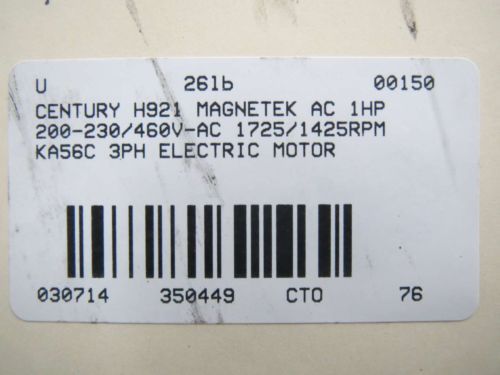 U 26lb 00150
CENTURY H921 MAGNETEK AC 1HP
200-230/460V-AC 1725/1425RPM
KA56C 3PH ELECTRIC MOTOR
030714 350449 CTO 76